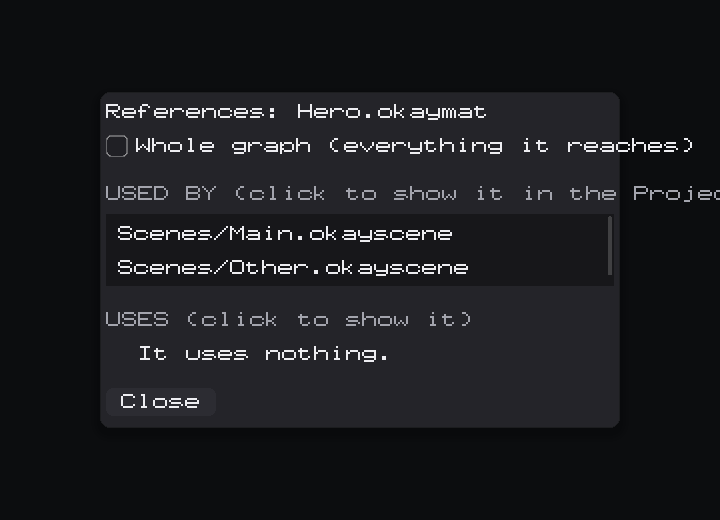 References: Hero.okaymat
Whole graph (everything it reaches)
USED BY (click to show it in the Projec
Scenes/Main.okayscene
Scenes/Other.okayscene
USES (click to show it)
It uses nothing.
Close